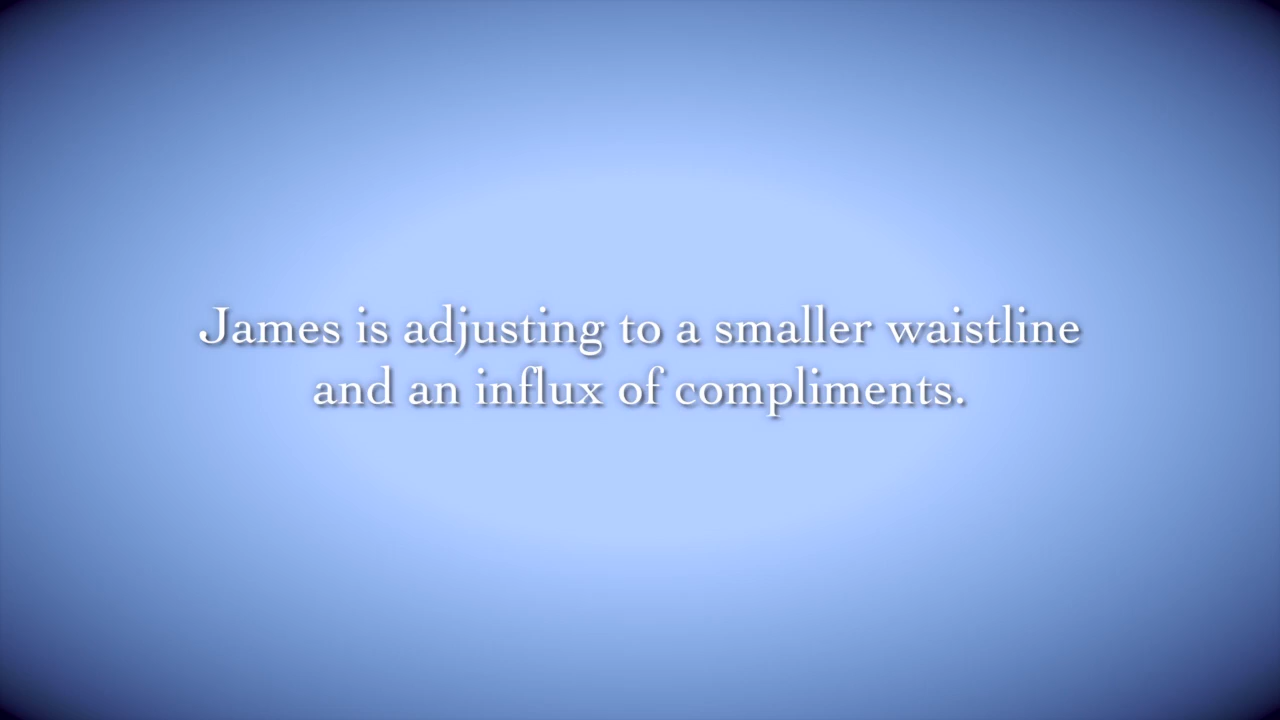 James is adjusting to a smaller waistline
and an influx of compliments.